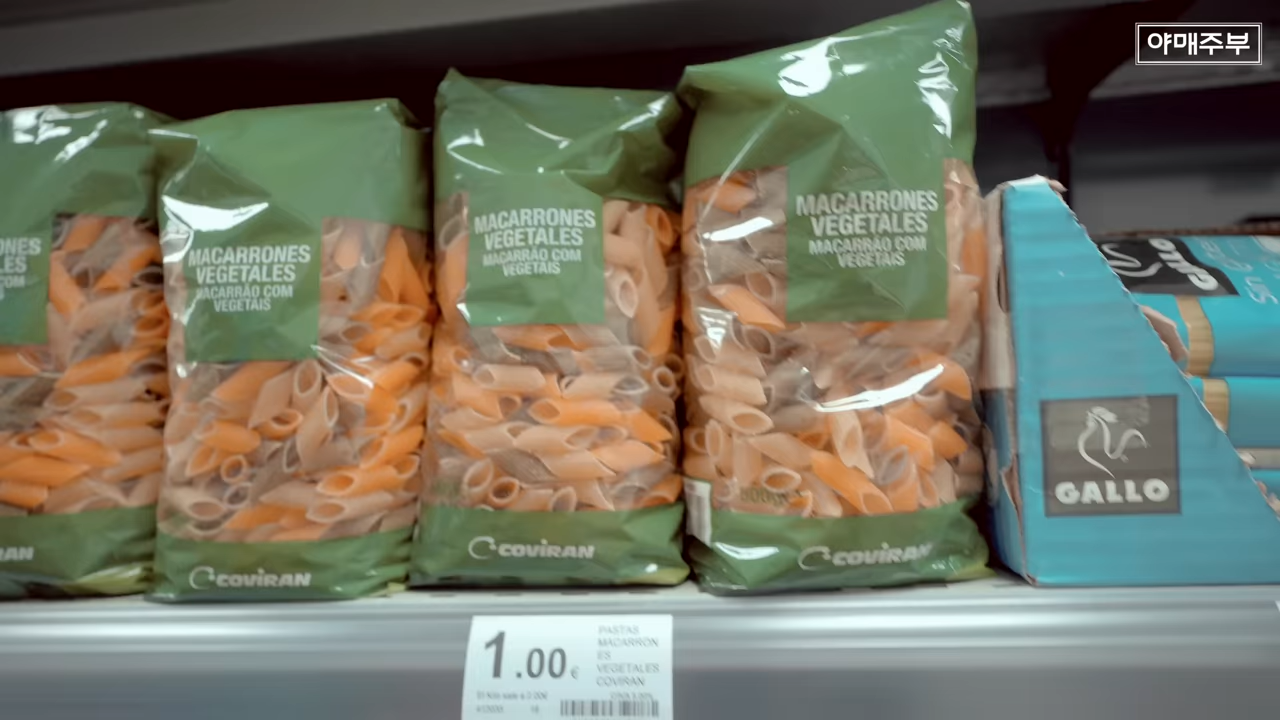 야매주부
MACARRONES
VEGETALES
MACARRÃO COM
VEGETAIS
COVIRAN
MACARRONES
VEGETALES
MACARRÃO COM
VEGETAIS
COVIRAN
MACARRONES
VEGETALES
MACARRÃO COM
VEGETAIS
COVIRAN
GALLO
GALLO
1.00€
PASTAS
MACARRON
ES
VEGETALES
COVIRAN